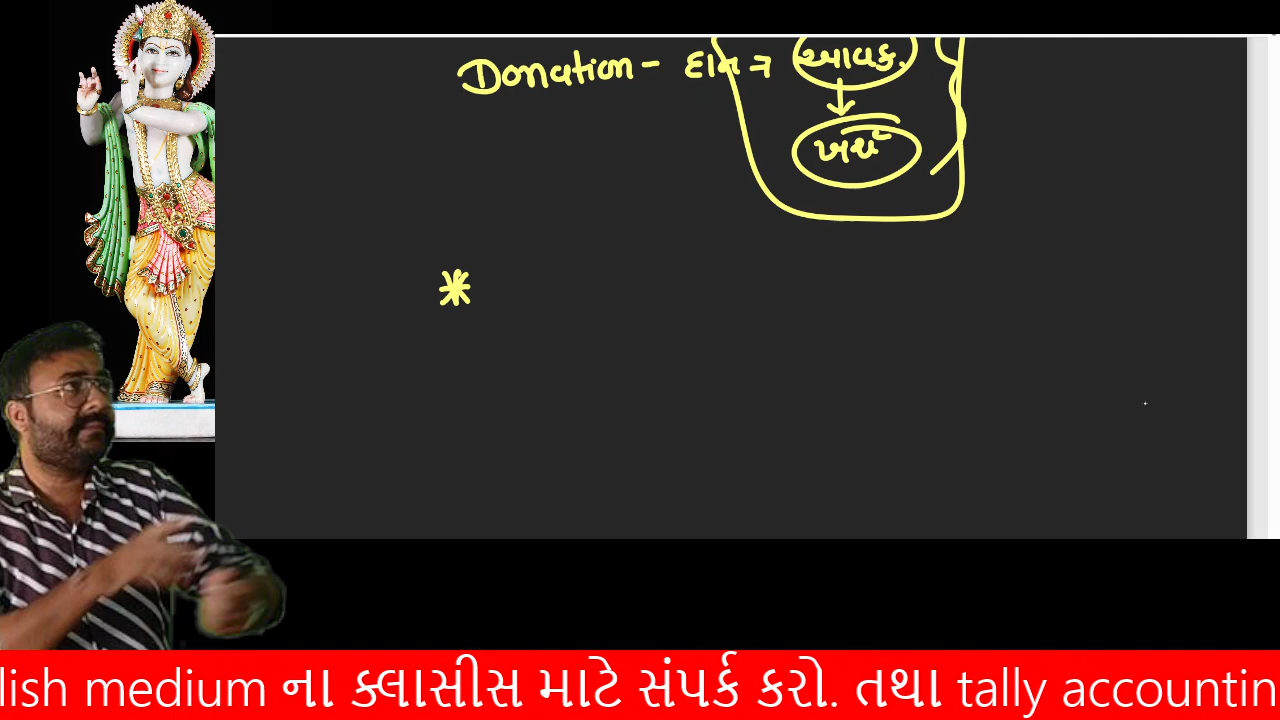 Donation - દાન → આવક.
ખર્ચ
lish medium ના ક્લાસીસ માટે સંપર્ક કરો. તથા tally accountin